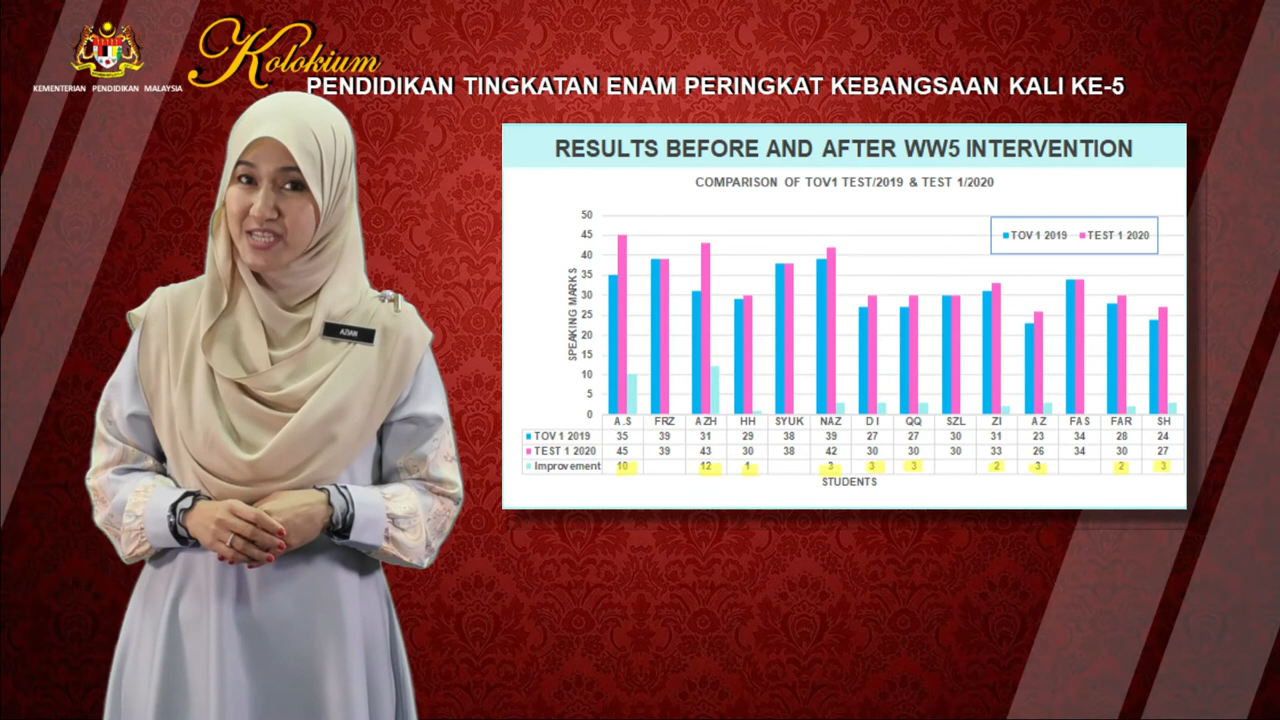 Kolokium
KEMENTERIAN PENDIDIKAN MALAYSIA
PENDIDIKAN TINGKATAN ENAM PERINGKAT KEBANGSAAN KALI KE-5
RESULTS BEFORE AND AFTER WW5 INTERVENTION
COMPARISON OF TOV1 TEST/2019 & TEST 1/2020
TOV 1 2019 TEST 1 2020
SPEAKING MARKS
50
45
40
35
30
25
20
15
10
5
0
A.S FRZ AZH HH SYUK NAZ D I QQ SZL ZI AZ FAS FAR SH
TOV 1 2019 35 39 31 29 38 39 27 27 30 31 23 34 28 24
TEST 1 2020 45 39 43 30 38 42 30 30 30 33 26 34 30 27
Improvement 10 12 1 3 3 3 2 3 2 3
STUDENTS
AZIAN